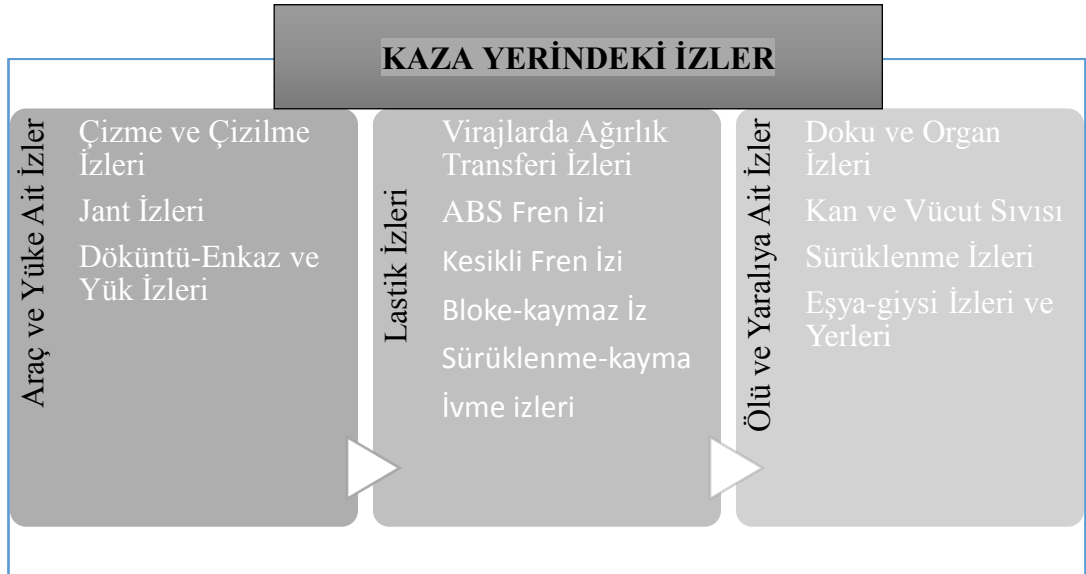 KAZA YERİNDEKİ İZLER
Araç ve Yüke Ait İzler
Çizme ve Çizilme
İzleri
Jant İzleri
Döküntü-Enkaz ve
Yük İzleri
Lastik İzleri
Virajlarda Ağırlık
Transferi İzleri
ABS Fren İzi
Kesikli Fren İzi
Bloke-kaymaz İz
Sürüklenme-kayma
İvme izleri
Ölü ve Yaralıya Ait İzler
Doku ve Organ
İzleri
Kan ve Vücut Sıvısı
Sürüklenme İzleri
Eşya-giysi İzleri ve
Yerleri